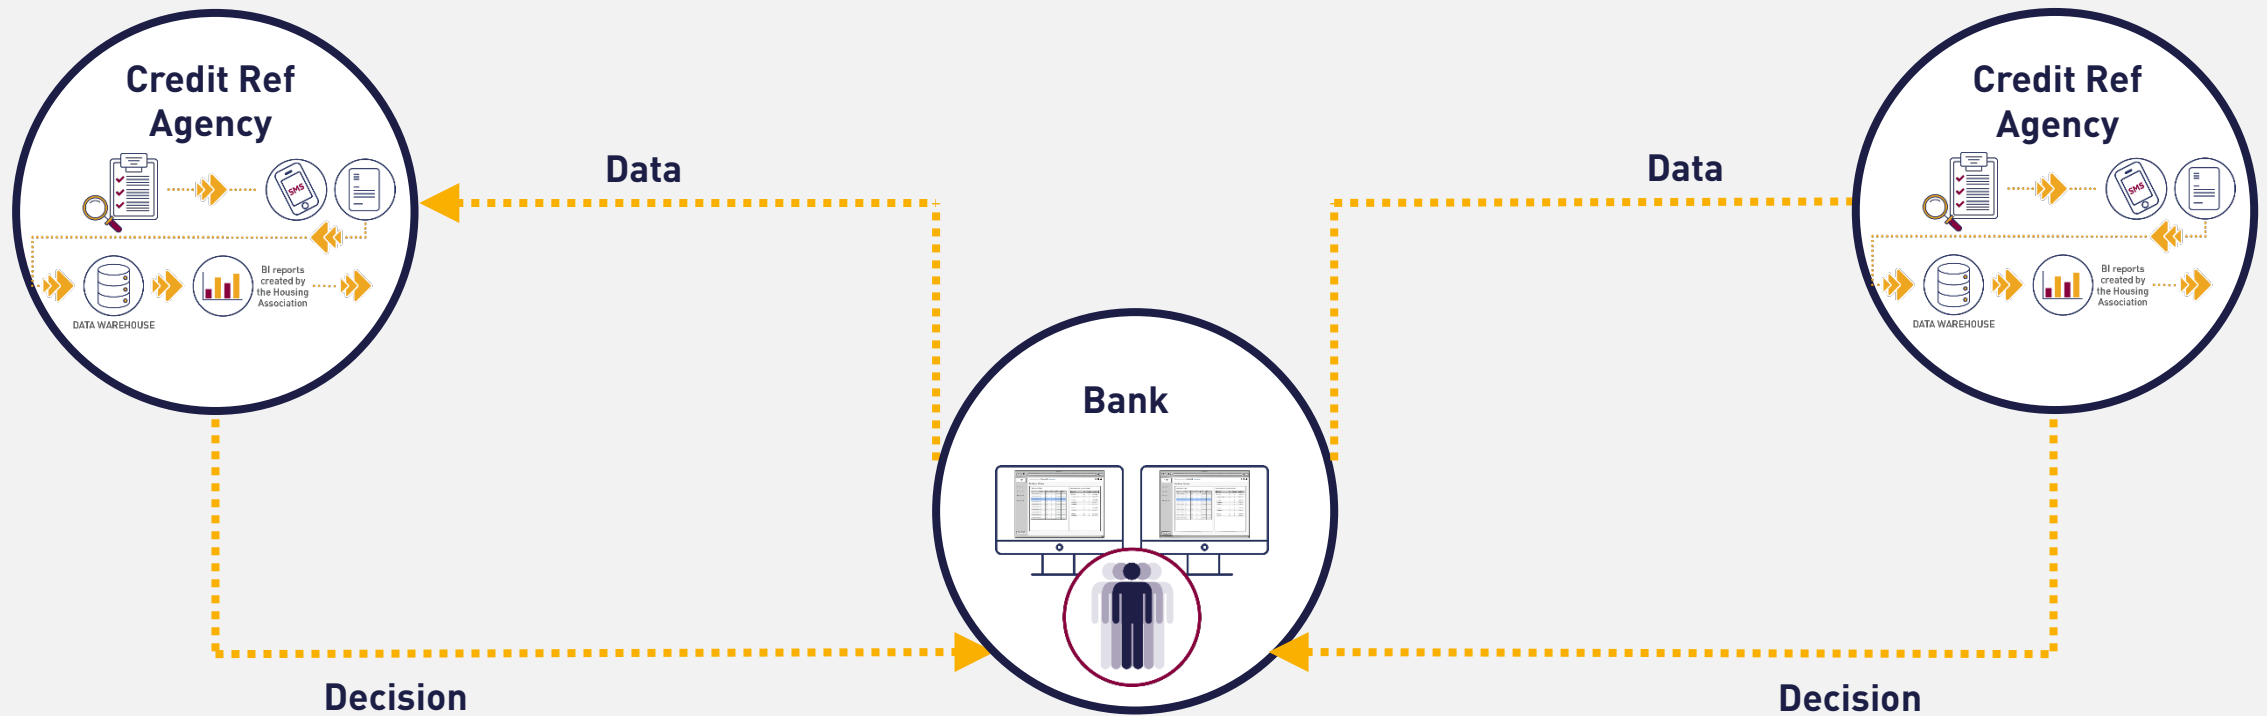 Credit Ref
Agency
SMS
BI reports
created by
the Housing
Association
DATA WAREHOUSE
Data
Decision
Bank
Data
Decision
Credit Ref
Agency
SMS
BI reports
created by
the Housing
Association
DATA WAREHOUSE